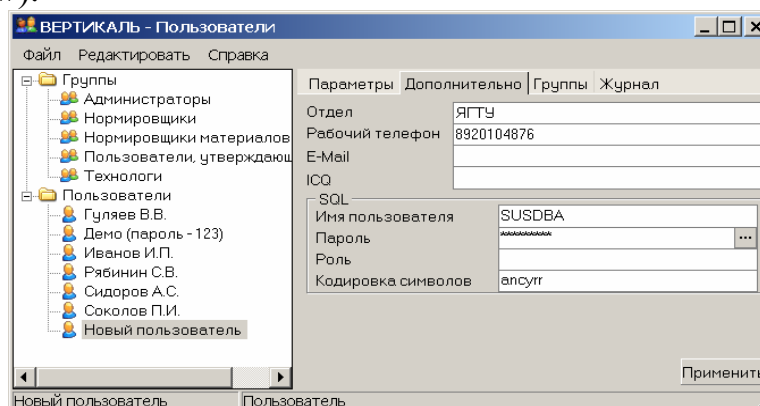 ВЕРТИКАЛЬ - Пользователи
Файл Редактировать Справка
Группы
Администраторы
Нормировщики
Нормировщики материалов
Пользователи, утверждающ
Технологи
Пользователи
Гуляев В.В.
Демо (пароль - 123)
Иванов И.П.
Рябинин С.В.
Сидоров А.С.
Соколов П.И.
Новый пользователь
Параметры Дополнительно Группы Журнал
Отдел ЯГТУ
Рабочий телефон 8920104876
E-Mail
ICQ
SQL
Имя пользователя SUSDBA
Пароль ********** ...
Роль
Кодировка символов ancyrr
Применить
Новый пользователь Пользователь